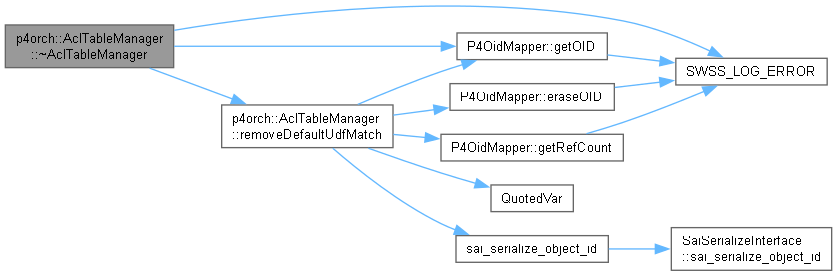 p4orch::AclTableManager
::~AclTableManager
P4OidMapper::getOID
SWSS_LOG_ERROR
P4OidMapper::eraseOID
p4orch::AclTableManager
::removeDefaultUdfMatch
P4OidMapper::getRefCount
QuotedVar
sai_serialize_object_id
SaiSerializeInterface
::sai_serialize_object_id